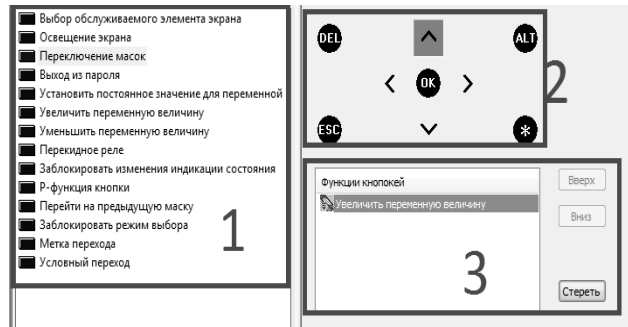 Выбор обслуживаемого элемента экрана
Освещение экрана
Переключение масок
Выход из пароля
Установить постоянное значение для переменной
Увеличить переменную величину
Уменьшить переменную величину
Перекидное реле
Заблокировать изменения индикации состояния
Р-функция кнопки
Перейти на предыдущую маску
Заблокировать режим выбора
Метка перехода
Условный переход
1
DEL
ALT
OK
ESC
*
2
Функции кнопокей
Увеличить переменную величину
3
Вверх
Вниз
Стереть